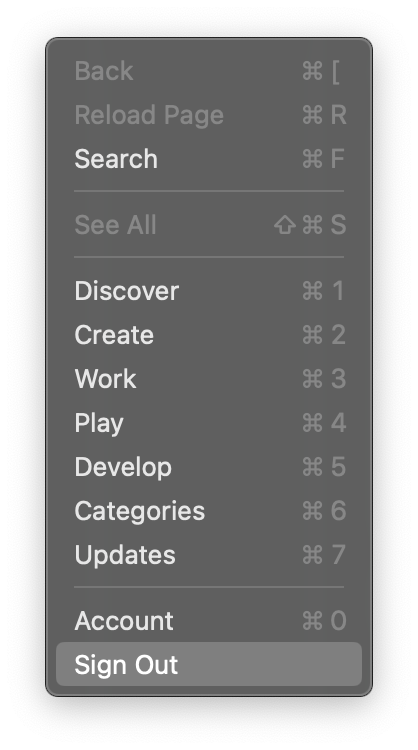 Back ⌘ [
Reload Page ⌘ R
Search ⌘ F
See All ⇧ ⌘ S
Discover ⌘ 1
Create ⌘ 2
Work ⌘ 3
Play ⌘ 4
Develop ⌘ 5
Categories ⌘ 6
Updates ⌘ 7
Account ⌘ 0
Sign Out